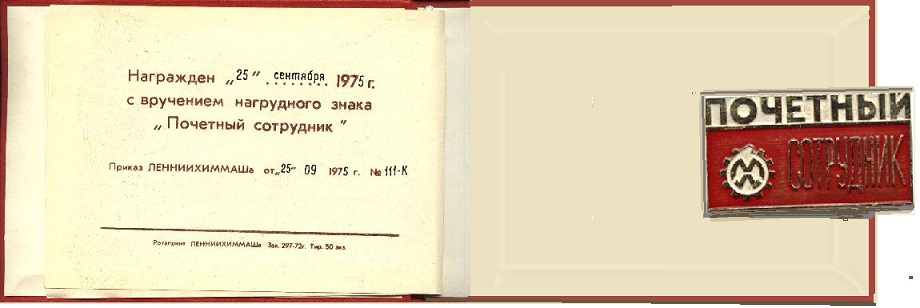 Награжден „25” сентября 1975 г.
с вручением нагрудного знака
„Почетный сотрудник”
Приказ ЛЕННИИХИММАШа от „25” 09 1975 г. № 111-К
Ротапринт ЛЕННИИХИММАШа Зак. 297-72г. Тир. 50 экз.
ПОЧЕТНЫЙ
СОТРУДНИК